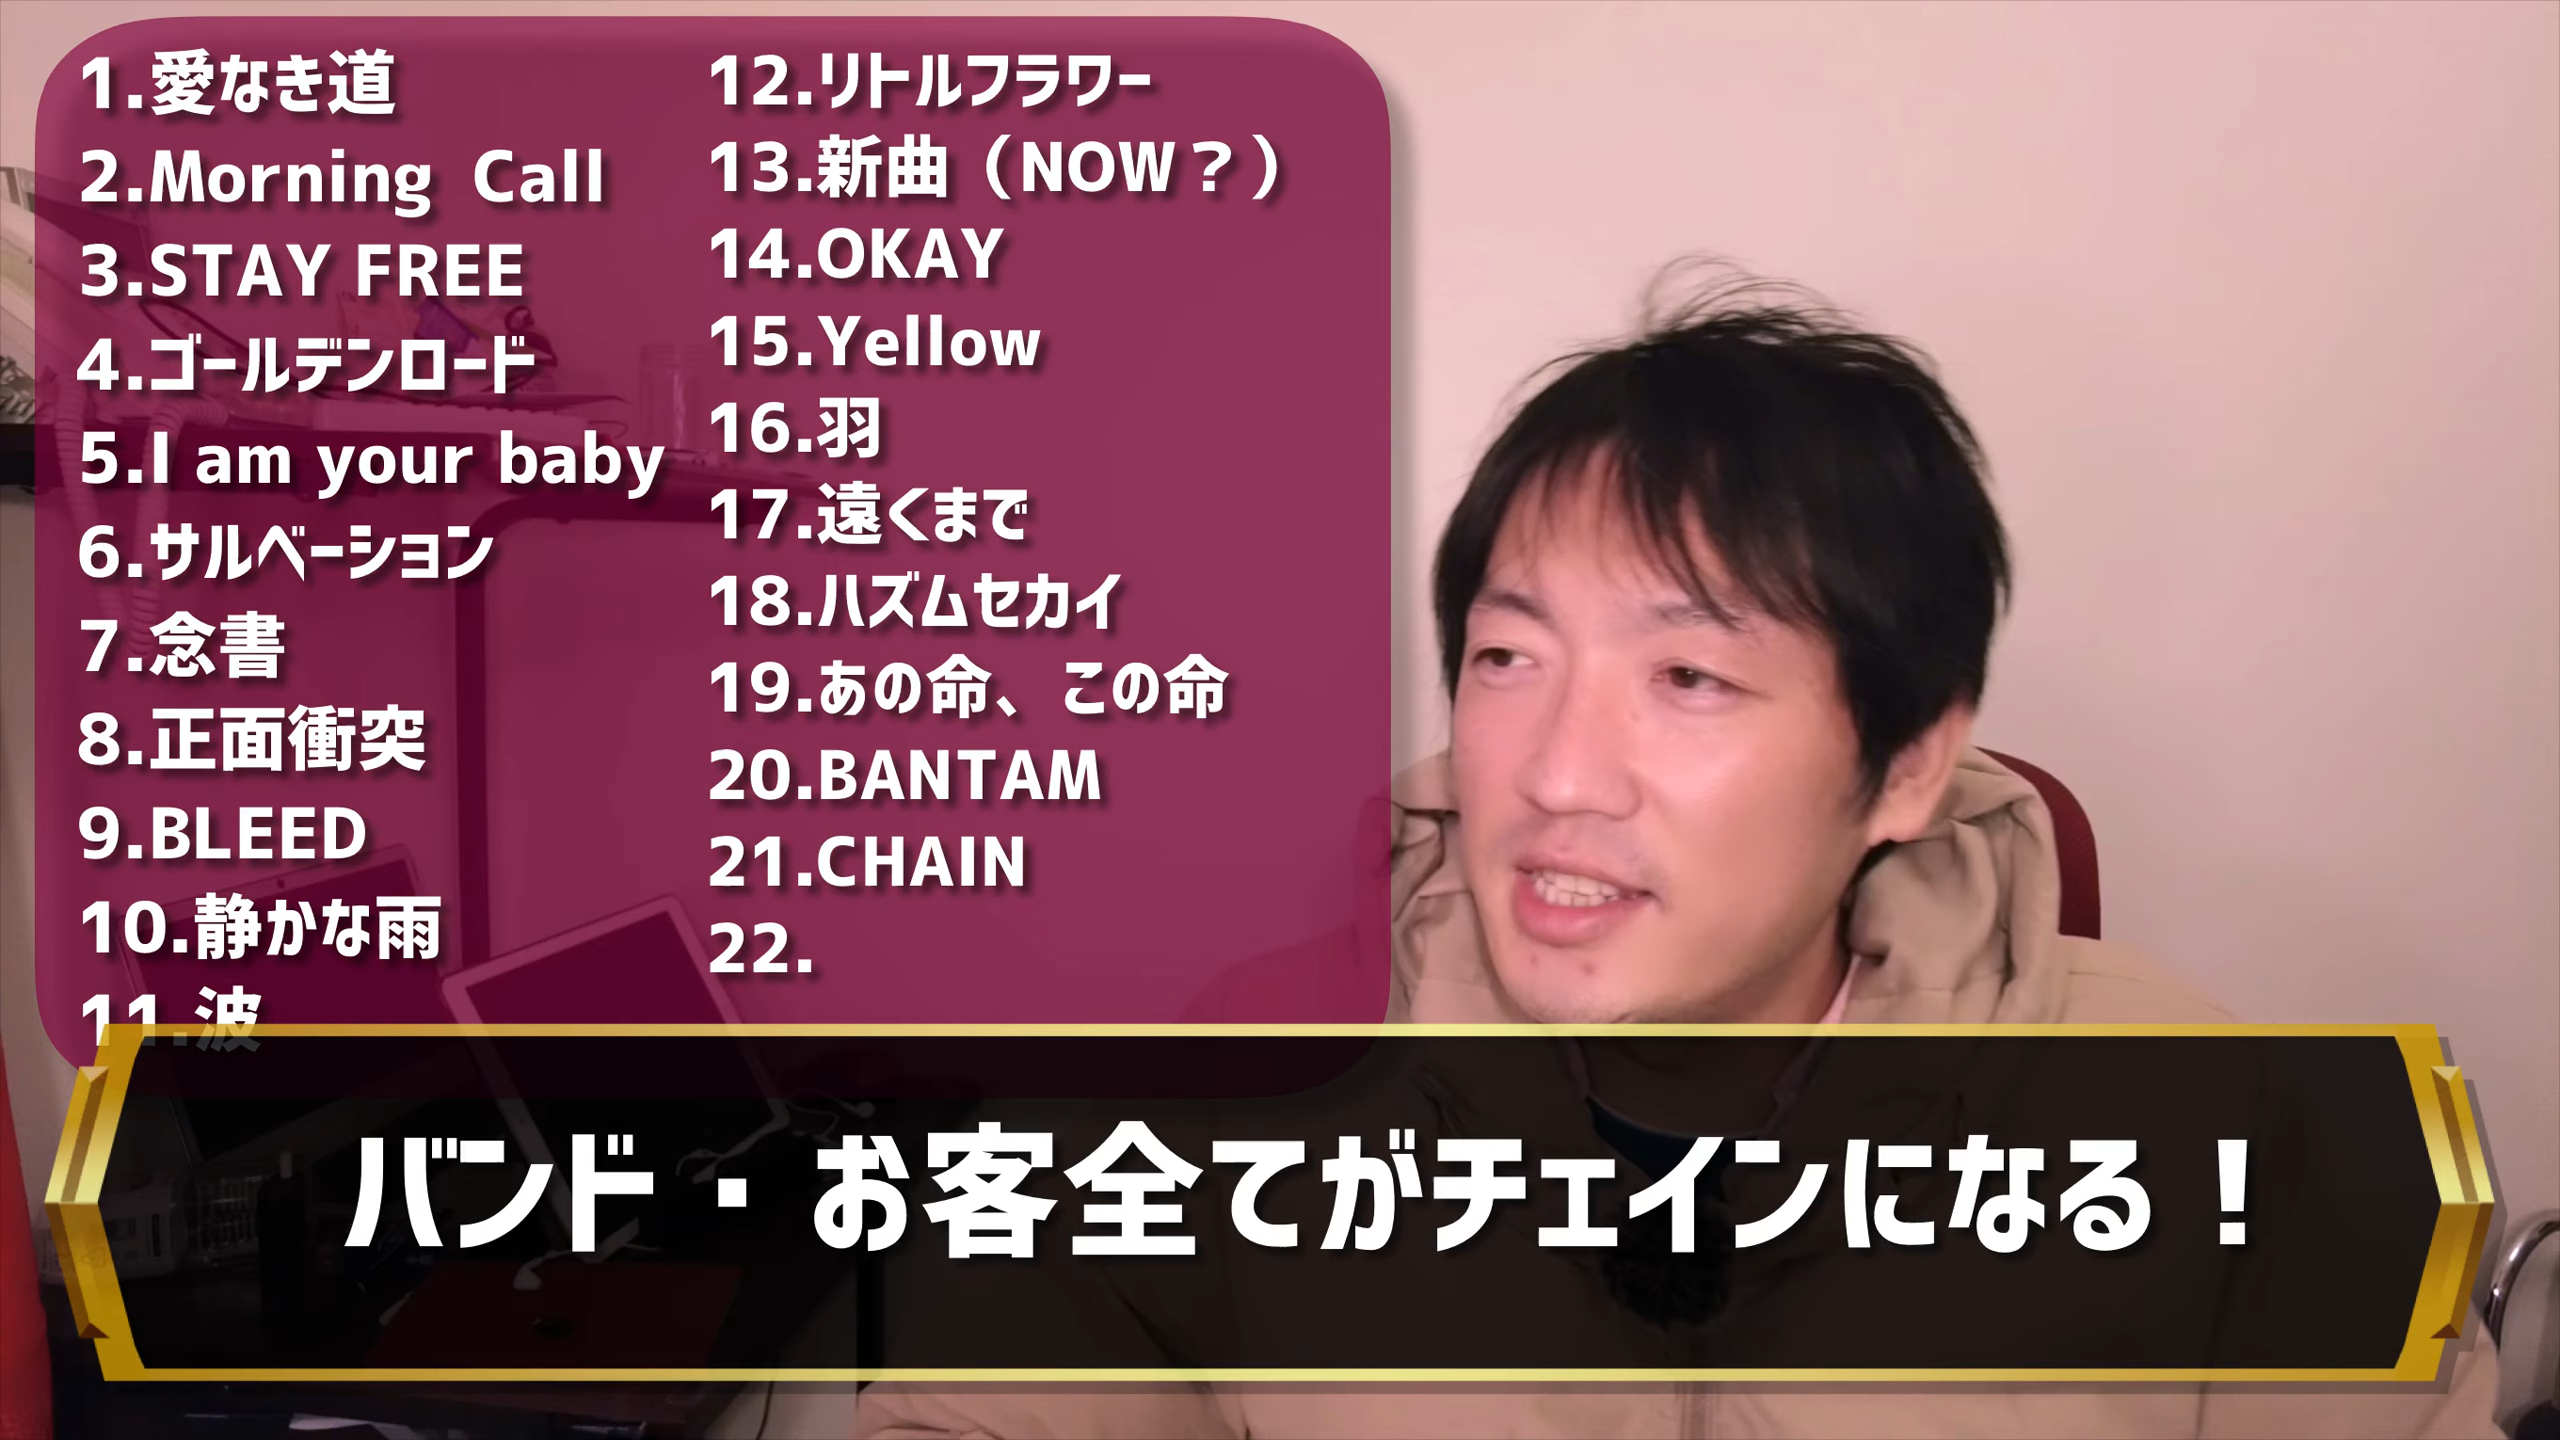 1.愛なき道
2.Morning Call
3.STAY FREE
4.ゴールデンロード
5.I am your baby
6.サルベーション
7.念書
8.正面衝突
9.BLEED
10.静かな雨
11.波
12.リトルフラワー
13.新曲（NOW？）
14.OKAY
15.Yellow
16.羽
17.遠くまで
18.ハズムセカイ
19.あの命、この命
20.BANTAM
21.CHAIN
22.
バンド・お客全てがチェインになる！